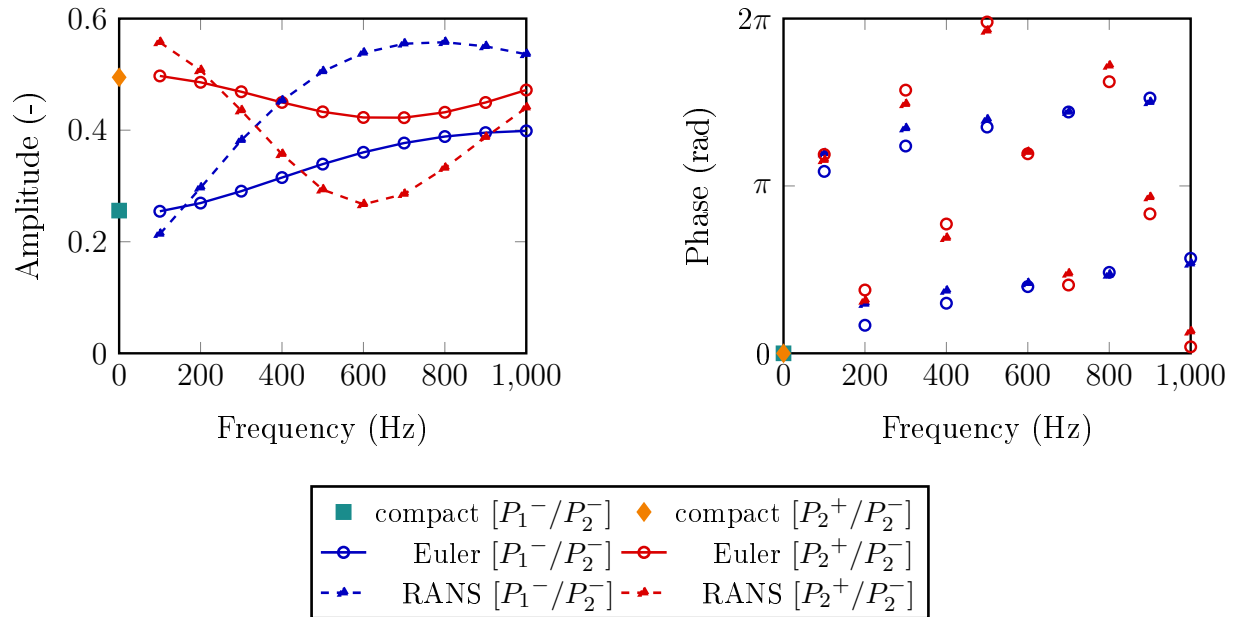 0.6
0.4
0.2
0
Amplitude (-)
0 200 400 600 800 1,000
Frequency (Hz)
2π
π
0
Phase (rad)
0 200 400 600 800 1,000
Frequency (Hz)
compact [P₁⁻/P₂⁻] compact [P₂⁺/P₂⁻]
Euler [P₁⁻/P₂⁻] Euler [P₂⁺/P₂⁻]
RANS [P₁⁻/P₂⁻] RANS [P₂⁺/P₂⁻]